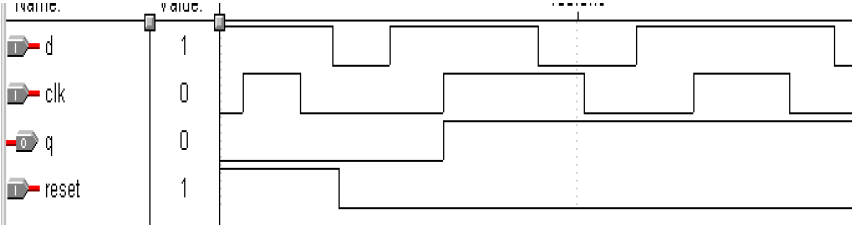 Name: Value:
d 1
clk 0
q 0
reset 1